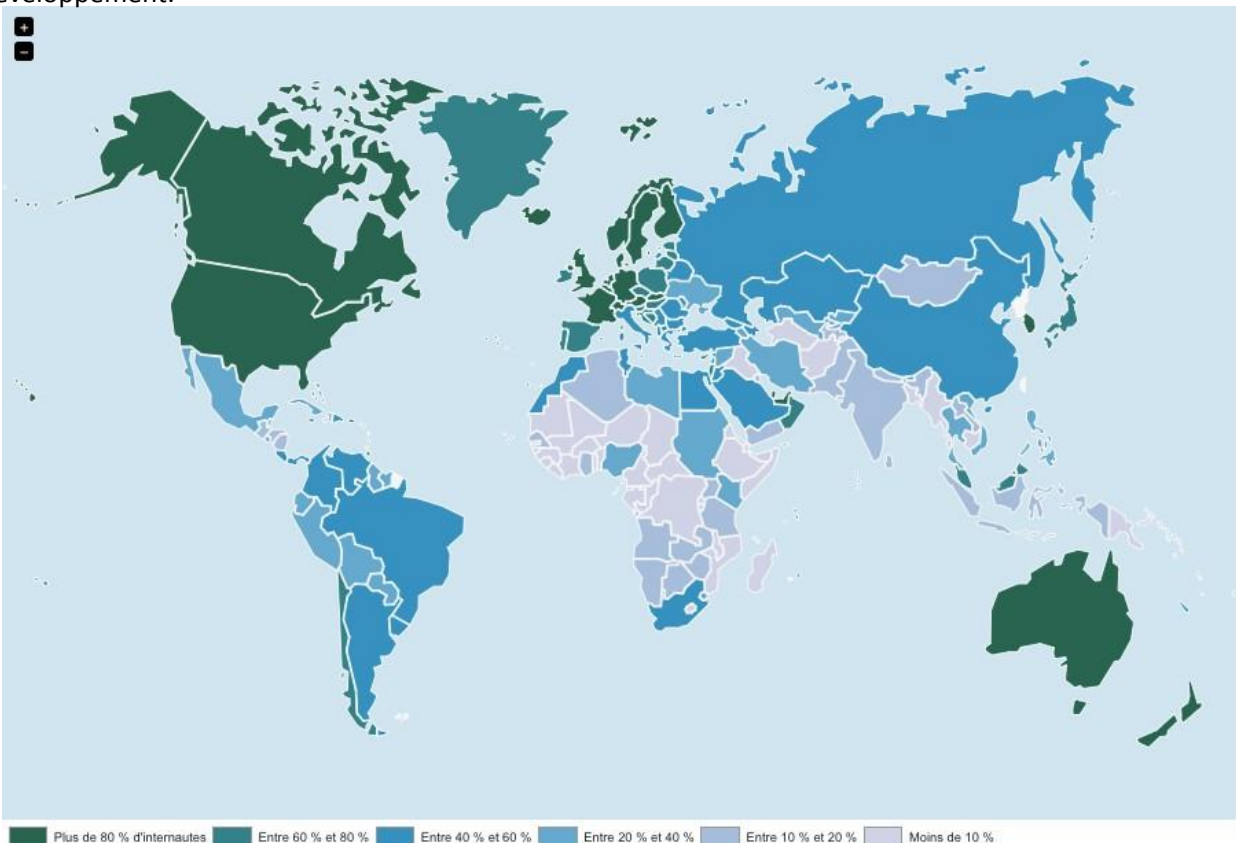 éveloppement.
+
−
Plus de 80 % d'internautes Entre 60 % et 80 % Entre 40 % et 60 % Entre 20 % et 40 % Entre 10 % et 20 % Moins de 10 %